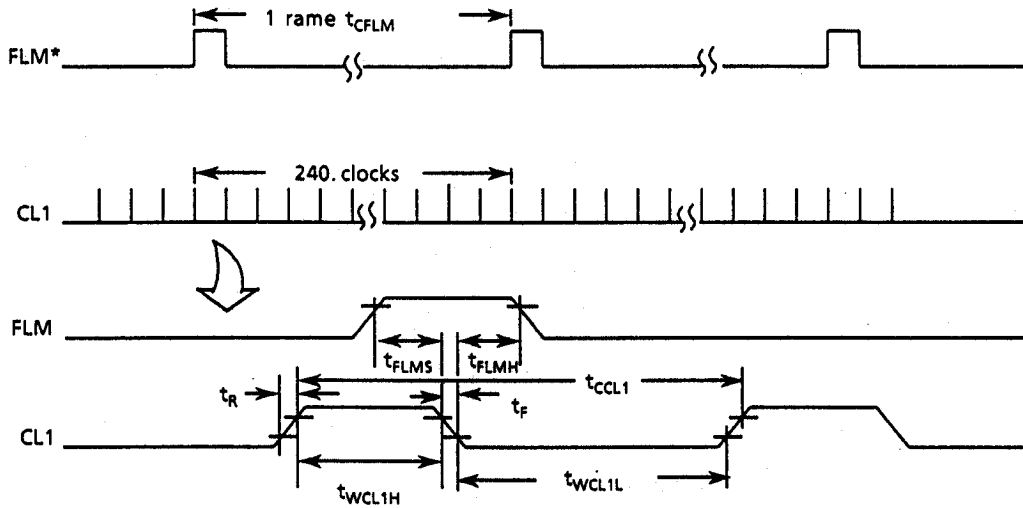 1 rame tCFLM
FLM*
240. clocks
CL1
FLM
tFLMS tFLMH
tCCL1
tR
tF
CL1
tWCL1H
tWCL1L